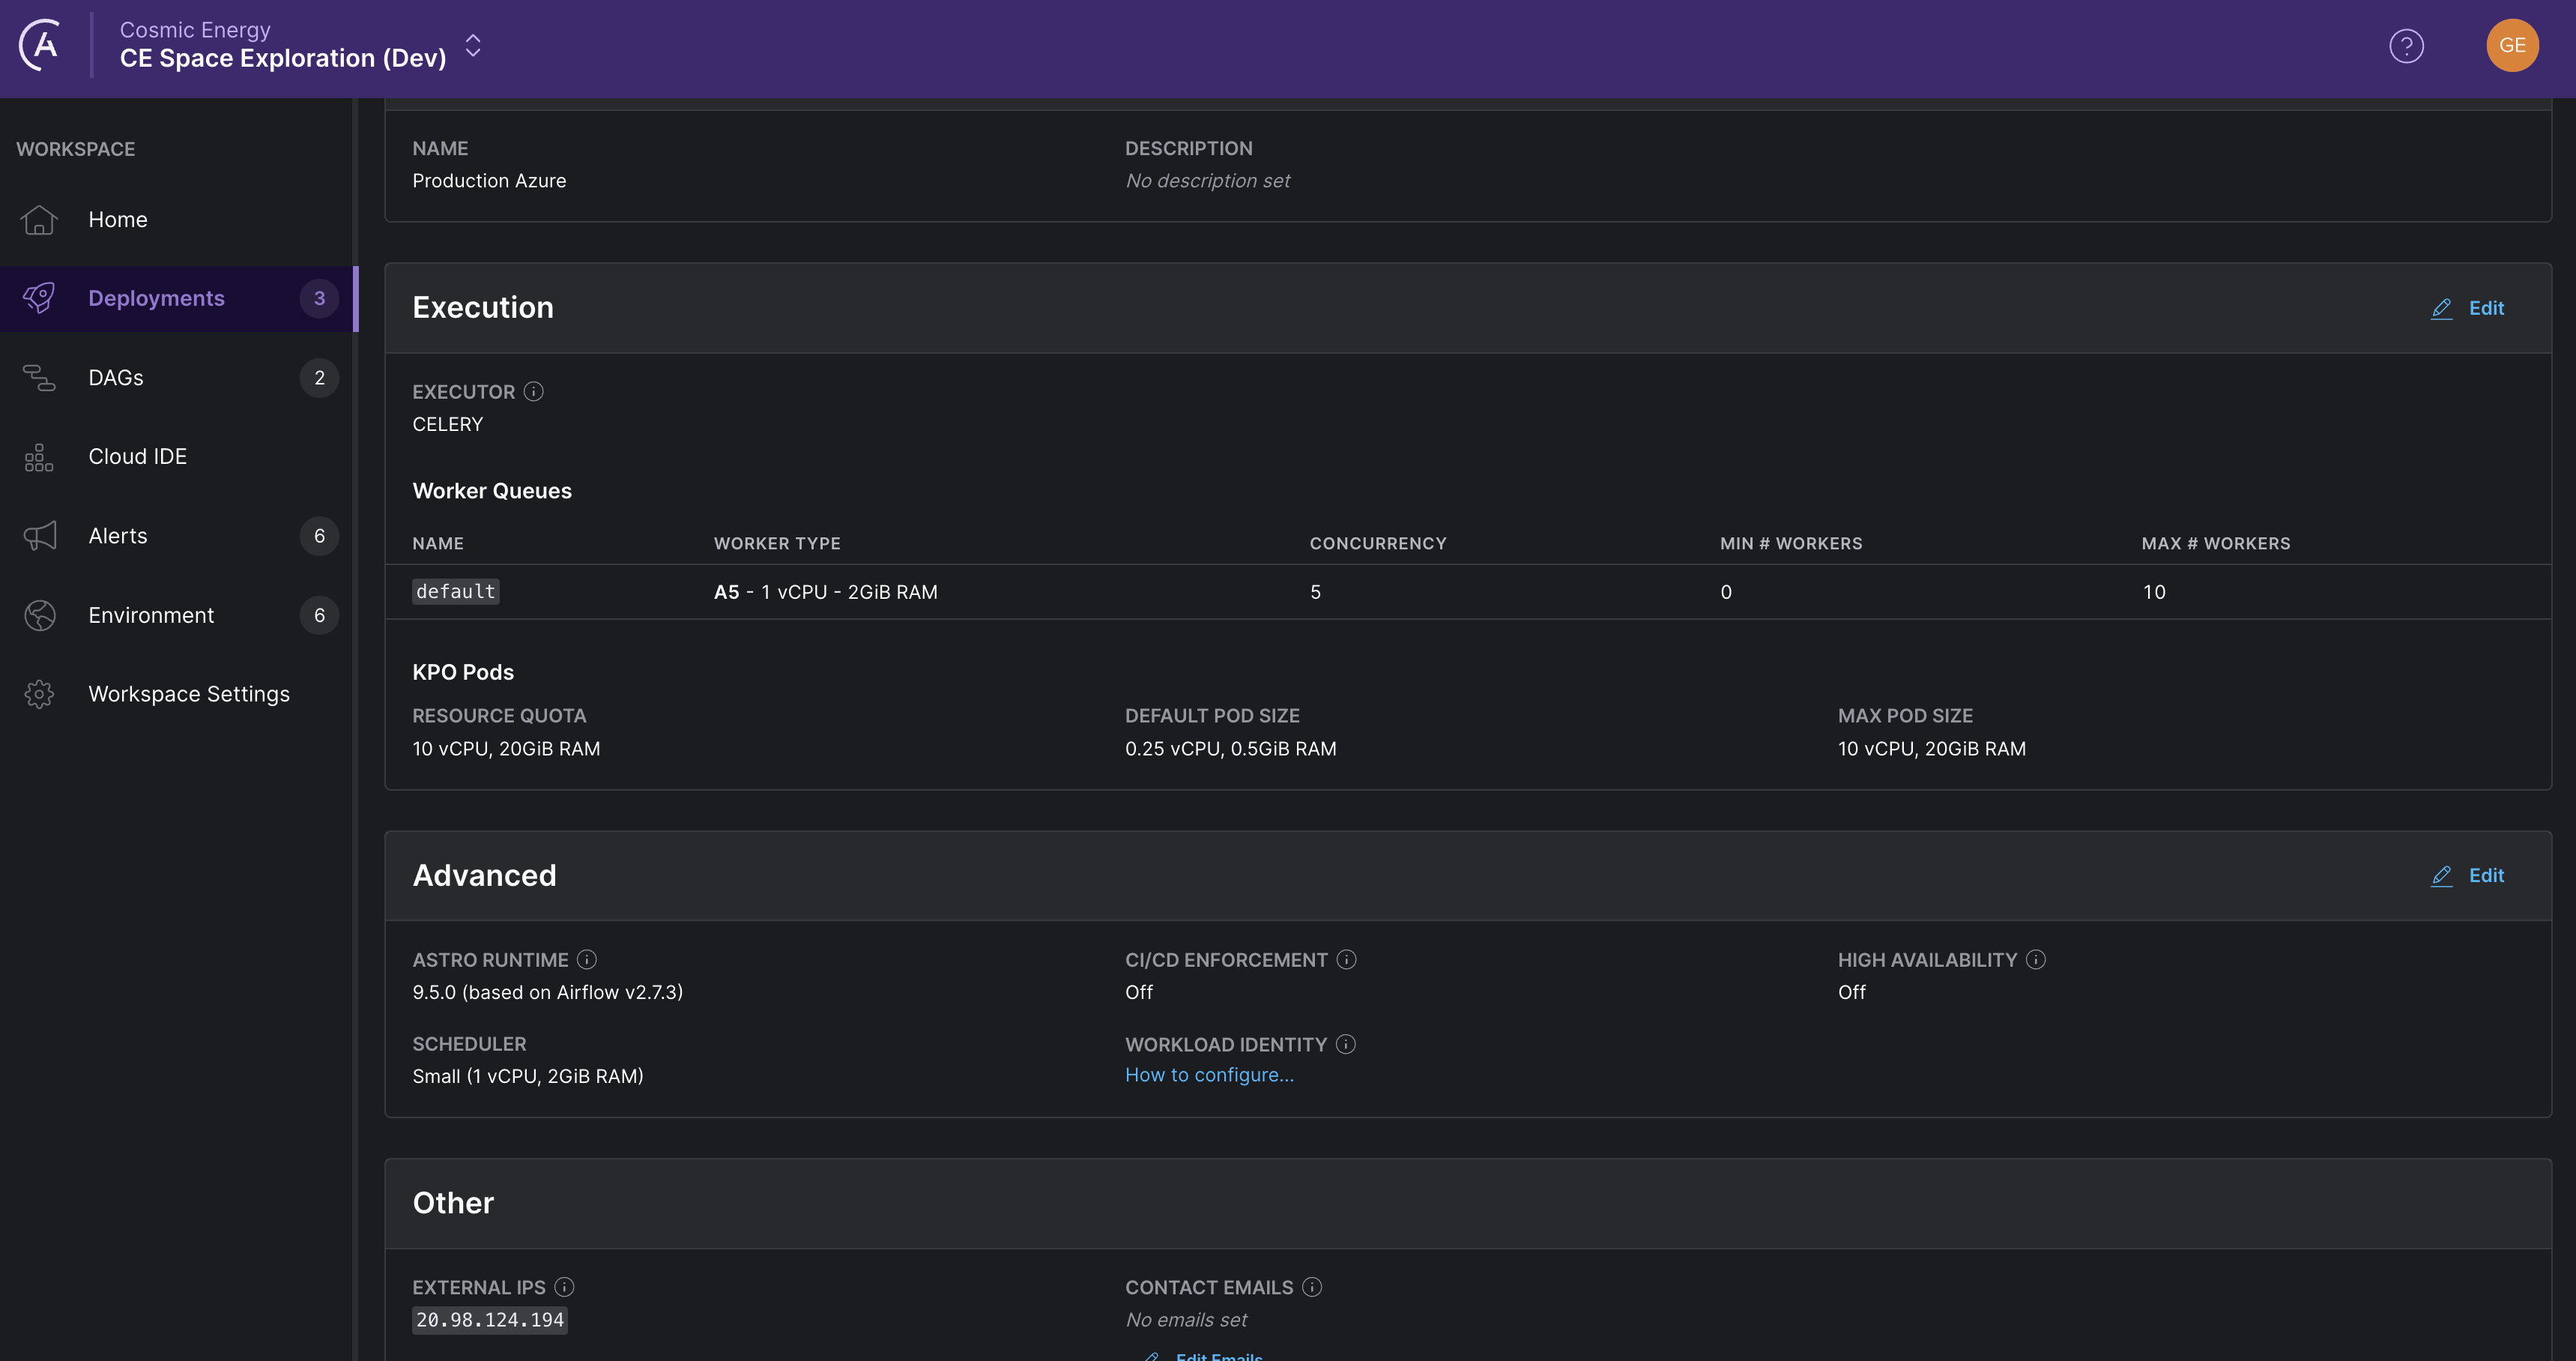 Cosmic Energy
CE Space Exploration (Dev)
GE
WORKSPACE
Home
Deployments 3
DAGs 2
Cloud IDE
Alerts 6
Environment 6
Workspace Settings
NAME DESCRIPTION
Production Azure No description set
Execution Edit
EXECUTOR
CELERY
Worker Queues
NAME WORKER TYPE CONCURRENCY MIN # WORKERS MAX # WORKERS
default A5 - 1 vCPU - 2GiB RAM 5 0 10
KPO Pods
RESOURCE QUOTA DEFAULT POD SIZE MAX POD SIZE
10 vCPU, 20GiB RAM 0.25 vCPU, 0.5GiB RAM 10 vCPU, 20GiB RAM
Advanced Edit
ASTRO RUNTIME CI/CD ENFORCEMENT HIGH AVAILABILITY
9.5.0 (based on Airflow v2.7.3) Off Off
SCHEDULER WORKLOAD IDENTITY
Small (1 vCPU, 2GiB RAM) How to configure...
Other
EXTERNAL IPS CONTACT EMAILS
20.98.124.194 No emails set
Edit Emails